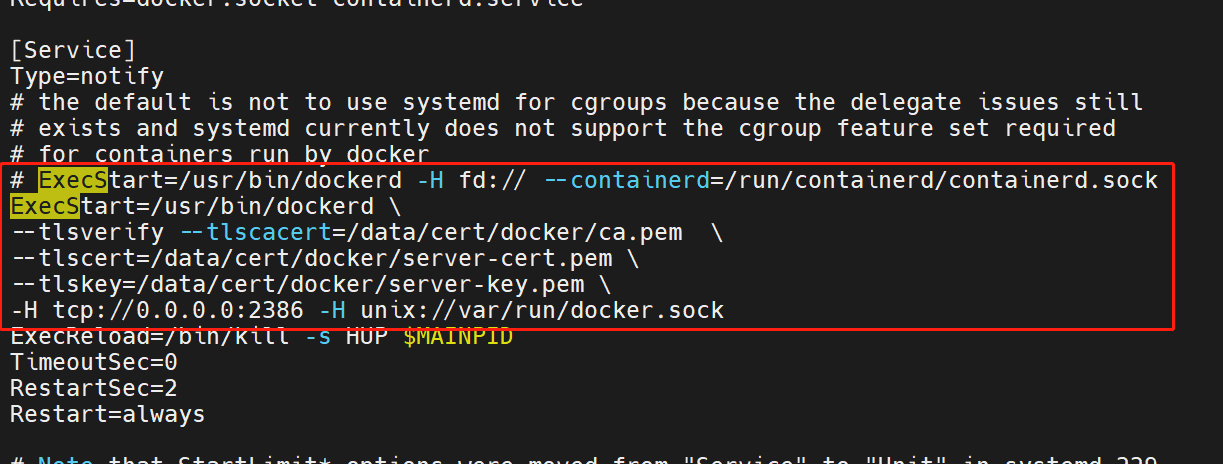 Requires=docker.socket containerd.service
[Service]
Type=notify
# the default is not to use systemd for cgroups because the delegate issues still
# exists and systemd currently does not support the cgroup feature set required
# for containers run by docker
# ExecStart=/usr/bin/dockerd -H fd:// --containerd=/run/containerd/containerd.sock
ExecStart=/usr/bin/dockerd \
--tlsverify --tlscacert=/data/cert/docker/ca.pem  \
--tlscert=/data/cert/docker/server-cert.pem \
--tlskey=/data/cert/docker/server-key.pem \
-H tcp://0.0.0.0:2386 -H unix://var/run/docker.sock
ExecReload=/bin/kill -s HUP $MAINPID
TimeoutSec=0
RestartSec=2
Restart=always
# Note that StartLimit* options were moved from "Service" to "Unit" in systemd 229